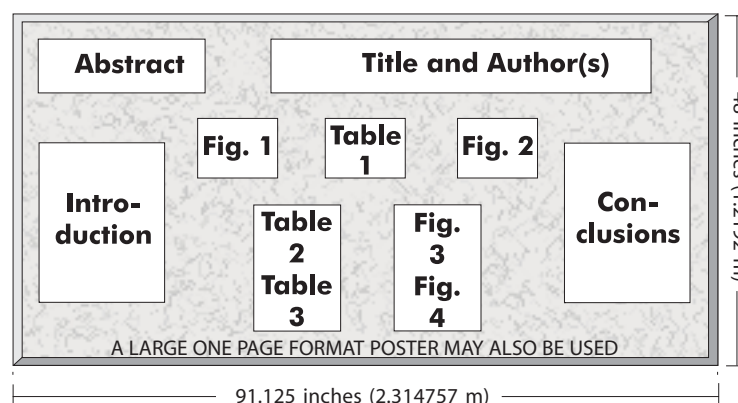 Abstract
Title and Author(s)
Fig. 1
Table
1
Fig. 2
Intro-
duction
Con-
clusions
Table
2
Table
3
Fig.
3
Fig.
4
A LARGE ONE PAGE FORMAT POSTER MAY ALSO BE USED
91.125 inches (2.314757 m)